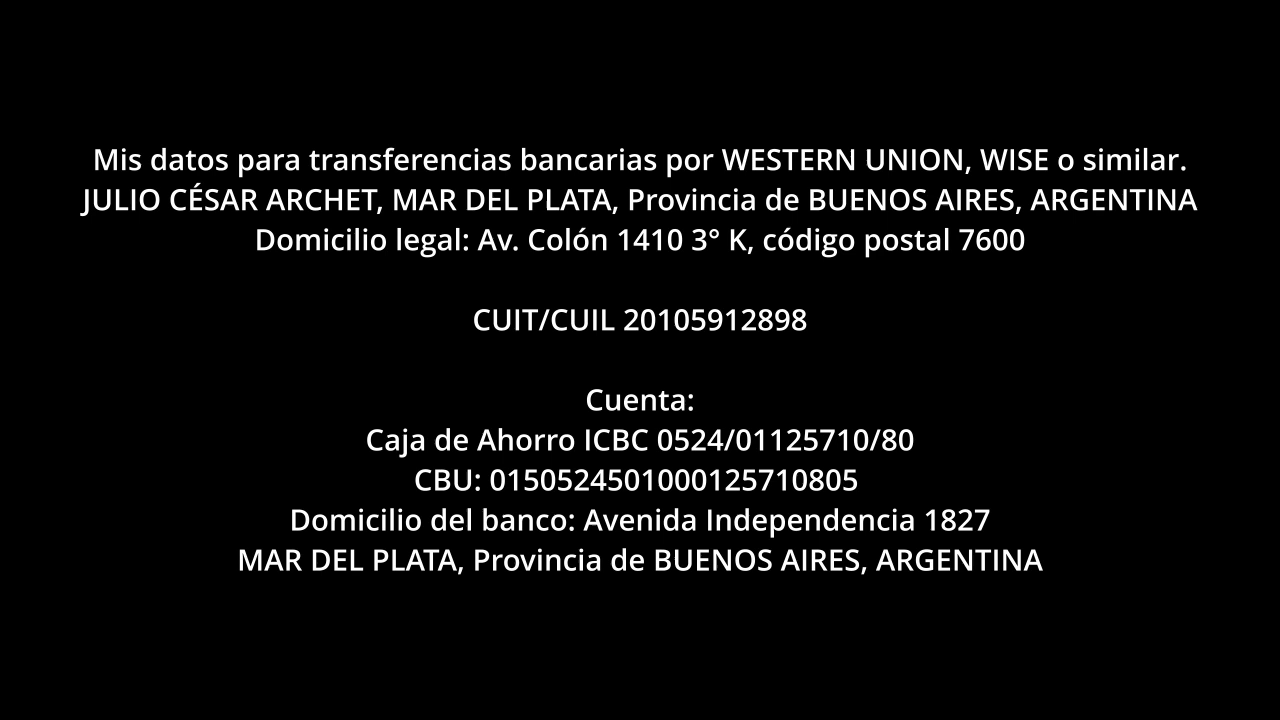 Mis datos para transferencias bancarias por WESTERN UNION, WISE o similar.
JULIO CÉSAR ARCHET, MAR DEL PLATA, Provincia de BUENOS AIRES, ARGENTINA
Domicilio legal: Av. Colón 1410 3° K, código postal 7600
CUIT/CUIL 20105912898
Cuenta:
Caja de Ahorro ICBC 0524/01125710/80
CBU: 0150524501000125710805
Domicilio del banco: Avenida Independencia 1827
MAR DEL PLATA, Provincia de BUENOS AIRES, ARGENTINA